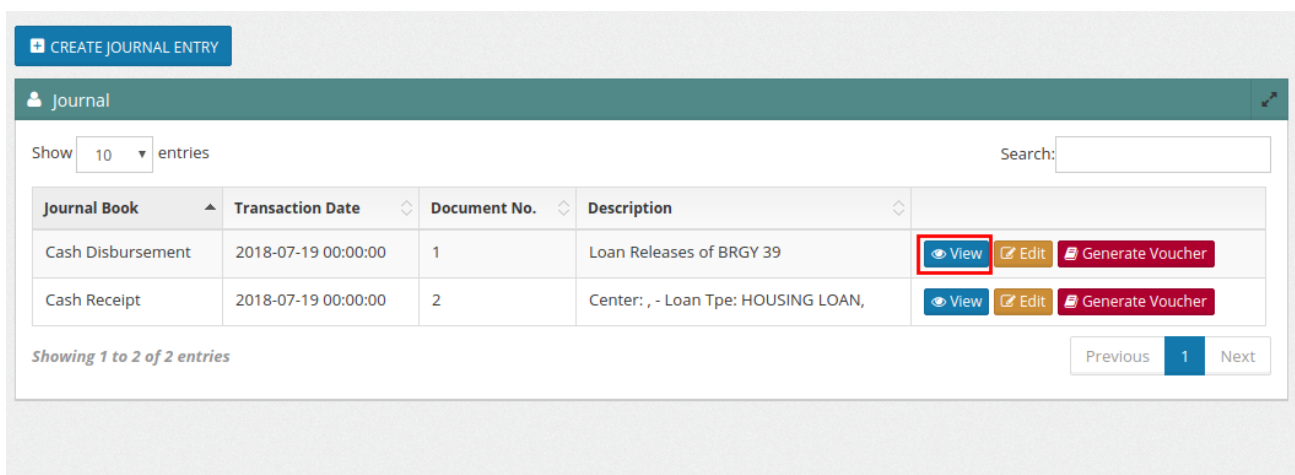 CREATE JOURNAL ENTRY
Journal
Show 10 entries Search:
Journal Book Transaction Date Document No. Description
Cash Disbursement 2018-07-19 00:00:00 1 Loan Releases of BRGY 39 View Edit Generate Voucher
Cash Receipt 2018-07-19 00:00:00 2 Center: , - Loan Tpe: HOUSING LOAN, View Edit Generate Voucher
Showing 1 to 2 of 2 entries Previous 1 Next